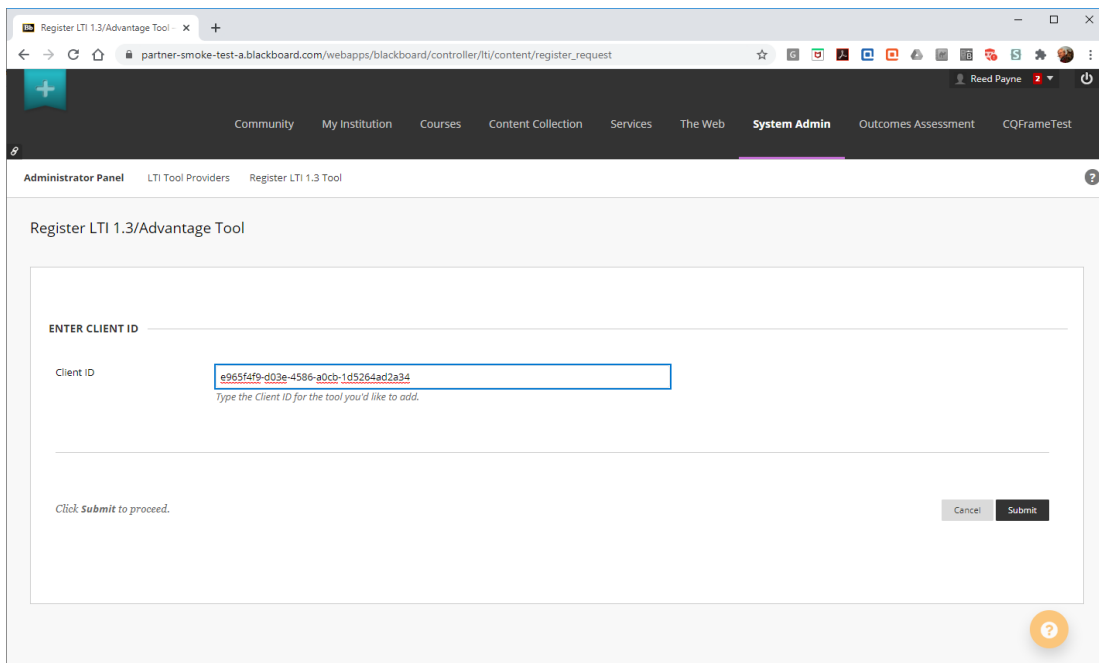 Bb Register LTI 1.3/Advantage Tool –
partner-smoke-test-a.blackboard.com/webapps/blackboard/controller/lti/content/register_request
Reed Payne 2
Community My Institution Courses Content Collection Services The Web System Admin Outcomes Assessment CQFrameTest
Administrator Panel LTI Tool Providers Register LTI 1.3 Tool
Register LTI 1.3/Advantage Tool
ENTER CLIENT ID
Client ID
e965f4f9-d03e-4586-a0cb-1d5264ad2a34
Type the Client ID for the tool you'd like to add.
Click Submit to proceed.
Cancel Submit